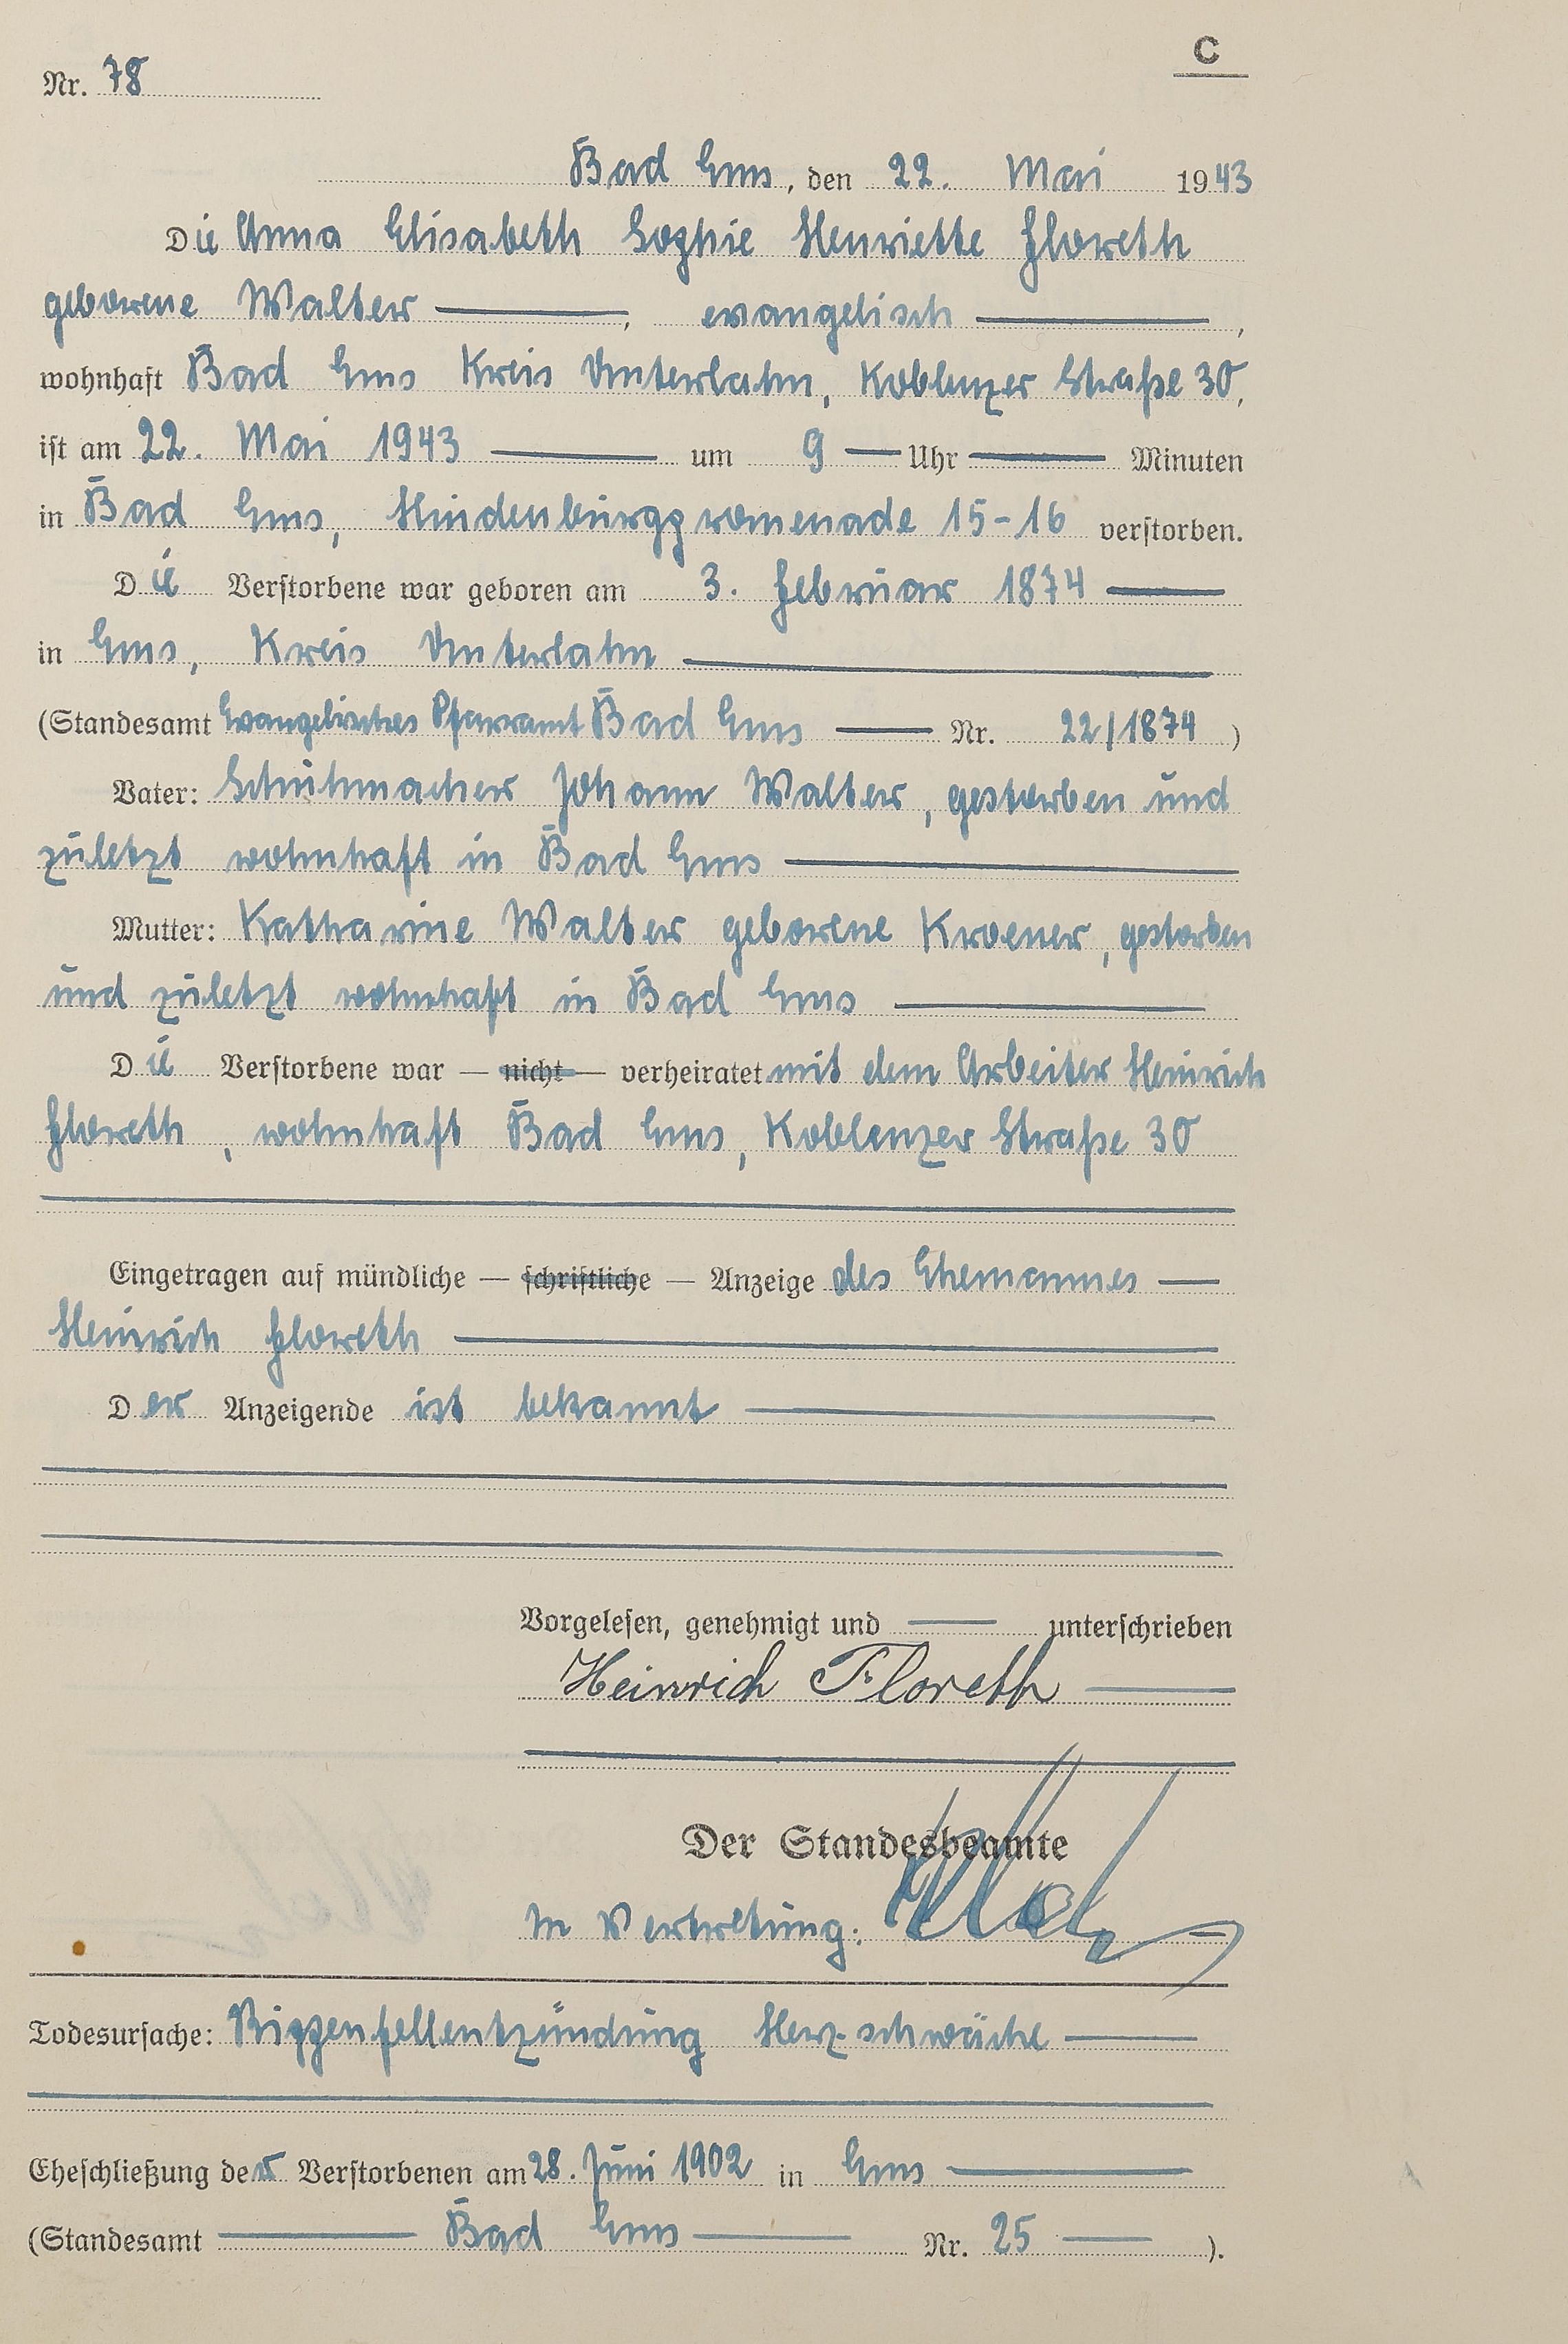 C
Nr. 78
Bad Ems, den 22. Mai 1943
Die Anna Elisabeth Sophie Henriette Floreth
geborene Walter —, evangelisch —,
wohnhaft Bad Ems Kreis Unterlahn, Koblenzer Straße 30,
ist am 22. Mai 1943 — um 9 — Uhr — Minuten
in Bad Ems, Hindenburgpromenade 15-16 verstorben.
Die Verstorbene war geboren am 3. Februar 1874 —
in Ems, Kreis Unterlahn —
(Standesamt Evangelisches Pfarramt Bad Ems — Nr. 22/1874)
Vater: Schuhmacher Johann Walter, gestorben und
zuletzt wohnhaft in Bad Ems —
Mutter: Katharine Walter geborene Kroener, gestorben
und zuletzt wohnhaft in Bad Ems —
Die Verstorbene war — nicht — verheiratet mit dem Arbeiter Heinrich
Floreth, wohnhaft Bad Ems, Koblenzer Straße 30
Eingetragen auf mündliche — schriftliche — Anzeige des Ehemannes —
Heinrich Floreth —
Der Anzeigende ist bekannt —
Vorgelesen, genehmigt und — unterschrieben
Heinrich Floreth —
Der Standesbeamte
In Vertretung:
Todesursache: Rippenfellentzündung Herzschwäche —
Eheschließung der Verstorbenen am 28. Juni 1902 in Ems —
(Standesamt — Bad Ems — Nr. 25 —).